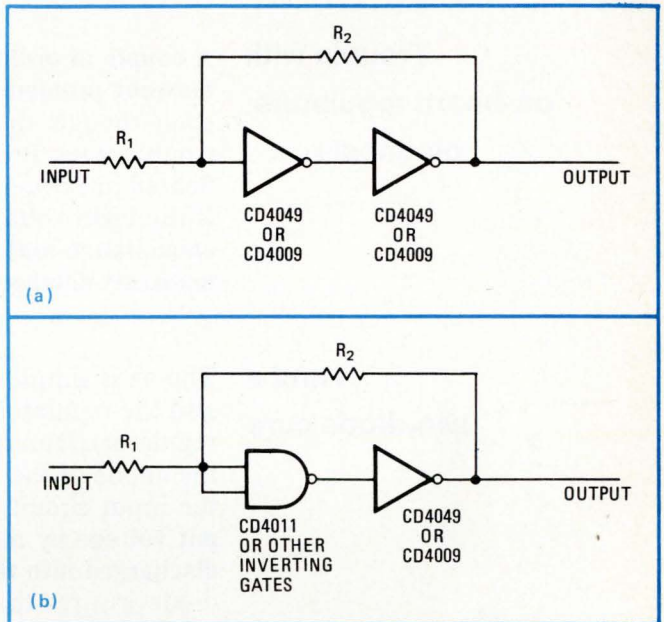 R2
R1
INPUT
OUTPUT
CD4049
OR
CD4009
CD4049
OR
CD4009
(a)
R2
R1
INPUT
OUTPUT
CD4011
OR OTHER
INVERTING
GATES
CD4049
OR
CD4009
(b)